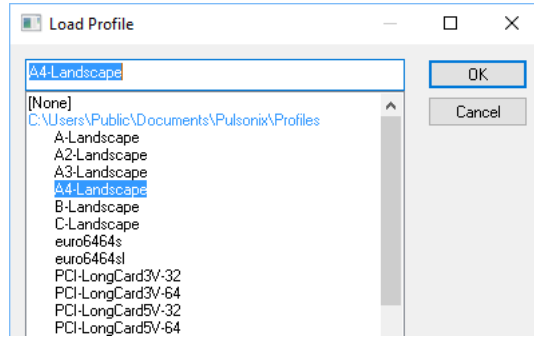 Load Profile
A4-Landscape
OK
[None]
C:\Users\Public\Documents\Pulsonix\Profiles
Cancel
A-Landscape
A2-Landscape
A3-Landscape
A4-Landscape
B-Landscape
C-Landscape
euro6464s
euro6464sl
PCI-LongCard3V-32
PCI-LongCard3V-64
PCI-LongCard5V-32
PCI-LongCard5V-64